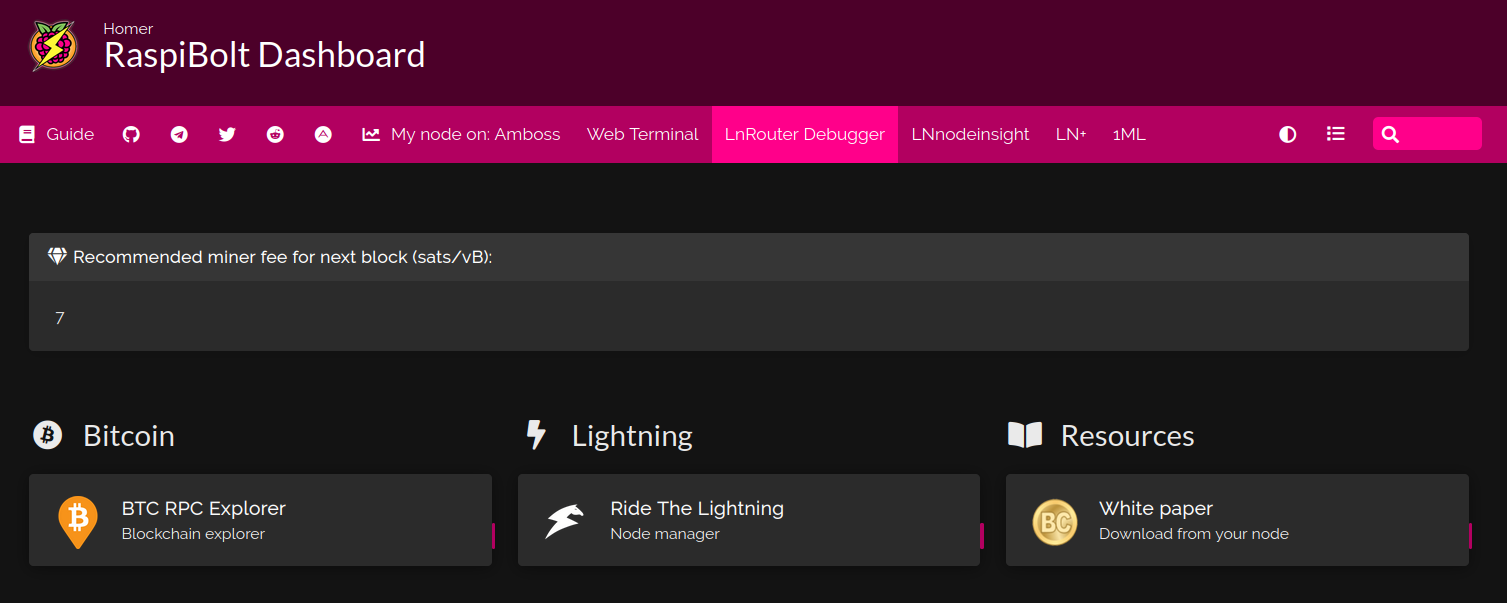 Homer
RaspiBolt Dashboard
Guide My node on: Amboss Web Terminal LnRouter Debugger LNnodeinsight LN+ 1ML
Recommended miner fee for next block (sats/vB):
7
Bitcoin
BTC RPC Explorer
Blockchain explorer
Lightning
Ride The Lightning
Node manager
Resources
BC
White paper
Download from your node